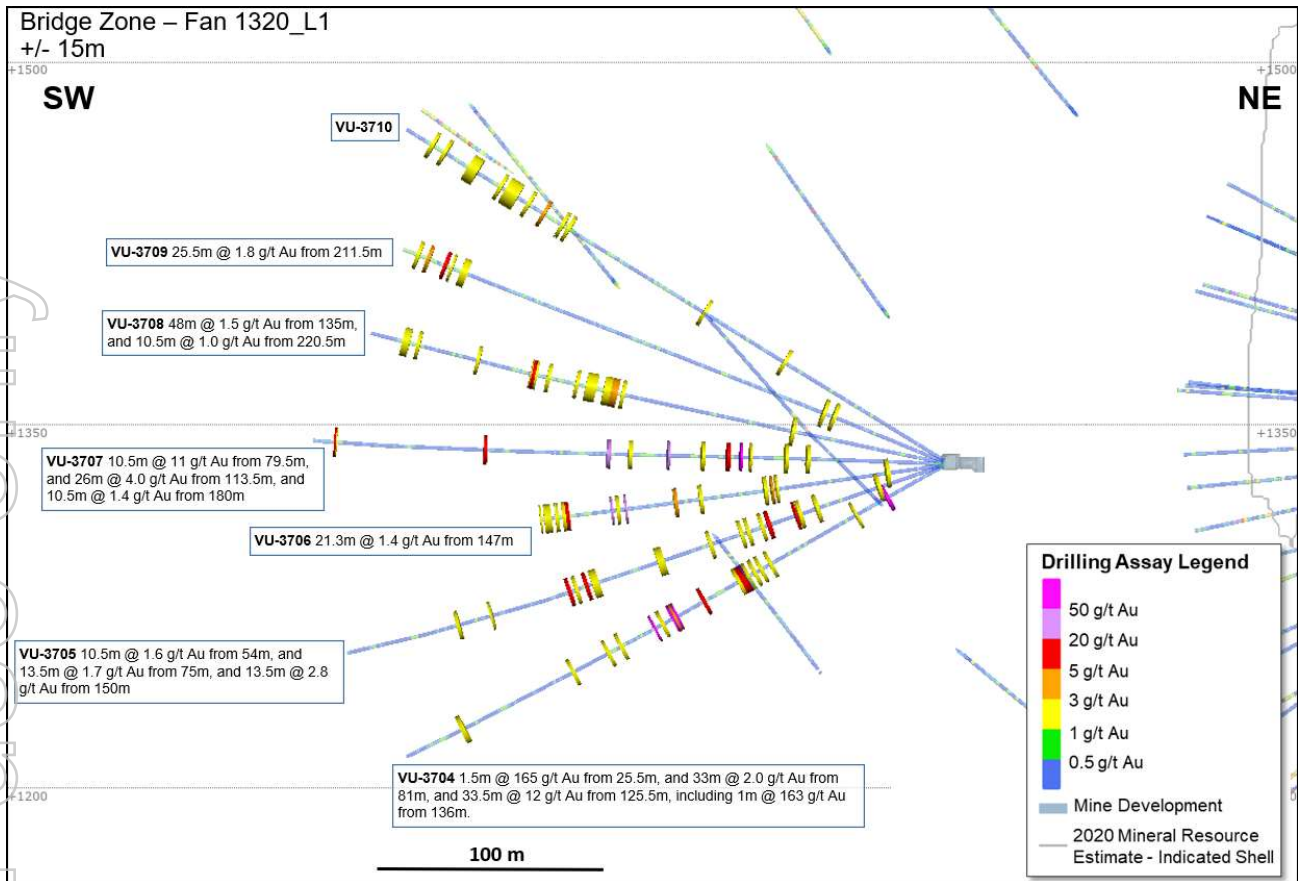 Bridge Zone – Fan 1320_L1
+/- 15m
+1500
+1500
SW
NE
VU-3710
VU-3709 25.5m @ 1.8 g/t Au from 211.5m
VU-3708 48m @ 1.5 g/t Au from 135m,
and 10.5m @ 1.0 g/t Au from 220.5m
+1350
+1350
VU-3707 10.5m @ 11 g/t Au from 79.5m,
and 26m @ 4.0 g/t Au from 113.5m, and
10.5m @ 1.4 g/t Au from 180m
VU-3706 21.3m @ 1.4 g/t Au from 147m
VU-3705 10.5m @ 1.6 g/t Au from 54m, and
13.5m @ 1.7 g/t Au from 75m, and 13.5m @ 2.8
g/t Au from 150m
VU-3704 1.5m @ 165 g/t Au from 25.5m, and 33m @ 2.0 g/t Au from
81m, and 33.5m @ 12 g/t Au from 125.5m, including 1m @ 163 g/t Au
from 136m.
+1200
100 m
Drilling Assay Legend
50 g/t Au
20 g/t Au
5 g/t Au
3 g/t Au
1 g/t Au
0.5 g/t Au
Mine Development
2020 Mineral Resource
Estimate - Indicated Shell